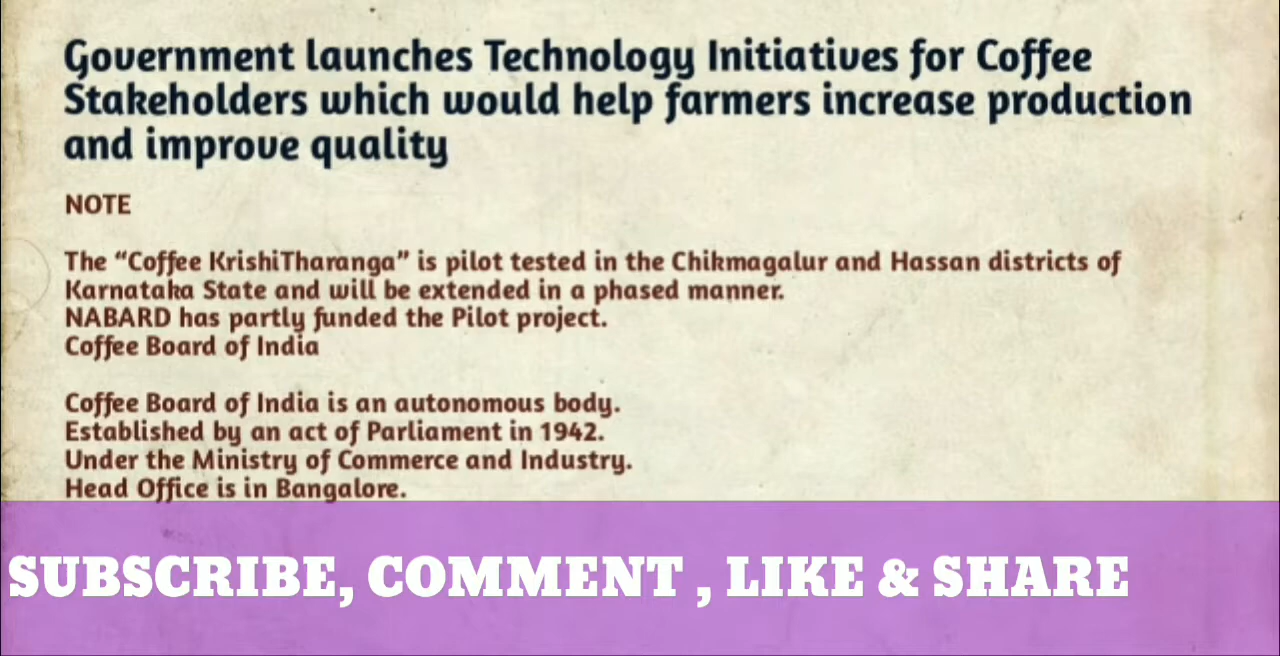 Government launches Technology Initiatives for Coffee
Stakeholders which would help farmers increase production
and improve quality
NOTE
The “Coffee KrishiTharanga” is pilot tested in the Chikmagalur and Hassan districts of
Karnataka State and will be extended in a phased manner.
NABARD has partly funded the Pilot project.
Coffee Board of India
Coffee Board of India is an autonomous body.
Established by an act of Parliament in 1942.
Under the Ministry of Commerce and Industry.
Head Office is in Bangalore.
SUBSCRIBE, COMMENT , LIKE & SHARE